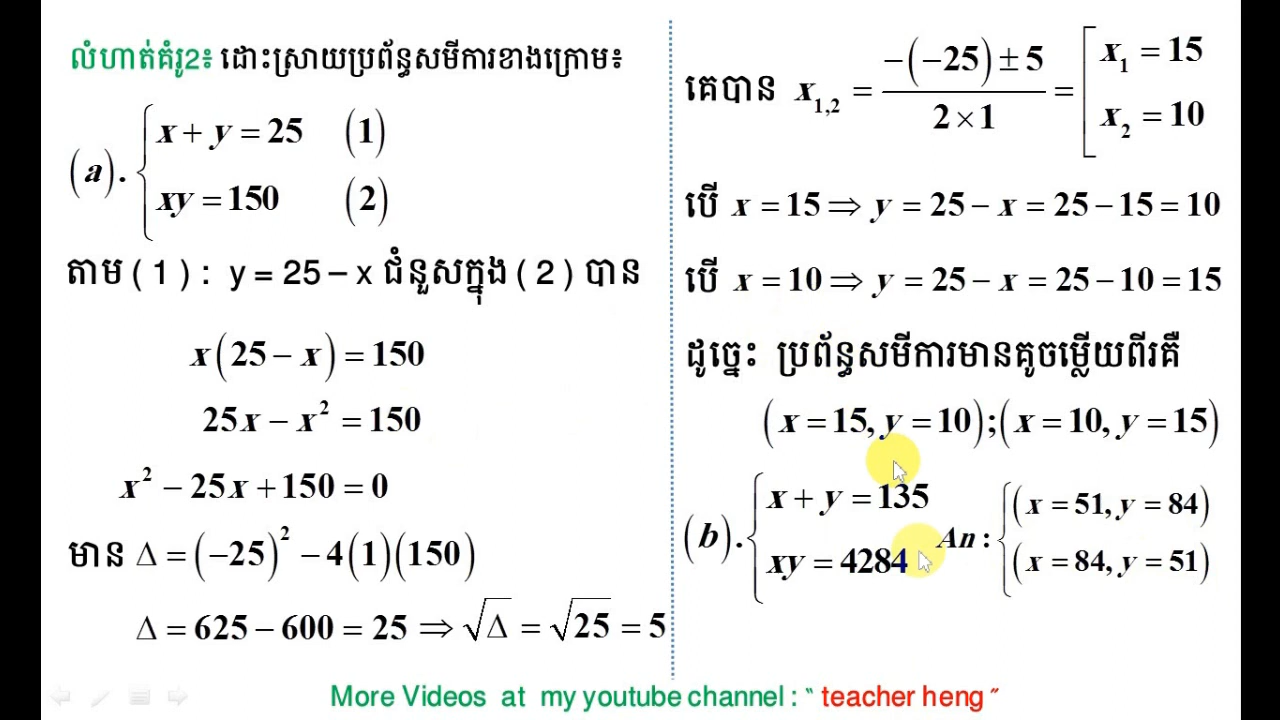 លំហាត់គំរូ2៖ ដោះស្រាយប្រព័ន្ធសមីការខាងក្រោម៖
(a). { x + y = 25 (1)
xy = 150 (2)
តាម ( 1 ) : y = 25 – x ជំនួសក្នុង ( 2 ) បាន
x(25 − x) = 150
25x − x² = 150
x² − 25x + 150 = 0
មាន Δ = (−25)² − 4(1)(150)
Δ = 625 − 600 = 25 ⇒ √Δ = √25 = 5
គេបាន x₁,₂ = (−(−25) ± 5) / (2 × 1) = [ x₁ = 15
x₂ = 10
បើ x = 15 ⇒ y = 25 − x = 25 − 15 = 10
បើ x = 10 ⇒ y = 25 − x = 25 − 10 = 15
ដូច្នេះ ប្រព័ន្ធសមីការមានគូចម្លើយពីរគឺ
(x = 15, y = 10);(x = 10, y = 15)
(b). { x + y = 135
xy = 4284
An : { (x = 51, y = 84)
(x = 84, y = 51)
More Videos at my youtube channel : “ teacher heng ”